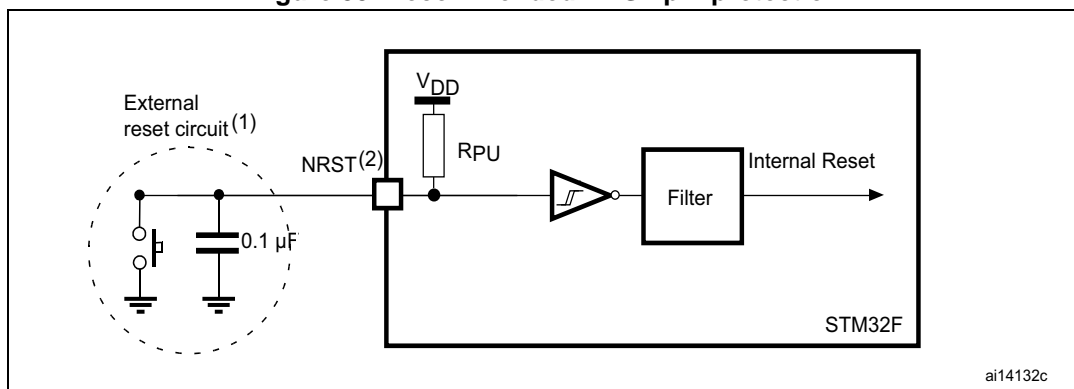 External
reset circuit(1)
NRST(2)
VDD
RPU
Filter
Internal Reset
0.1 µF
STM32F
ai14132c